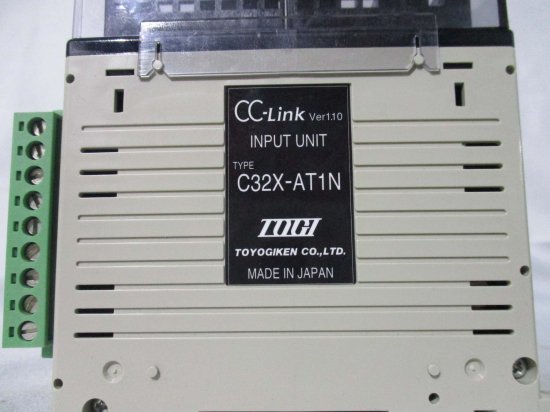 CC-Link Ver1.10
INPUT UNIT
TYPE
C32X-AT1N
TOGI
TOYOGIKEN CO.,LTD.
MADE IN JAPAN